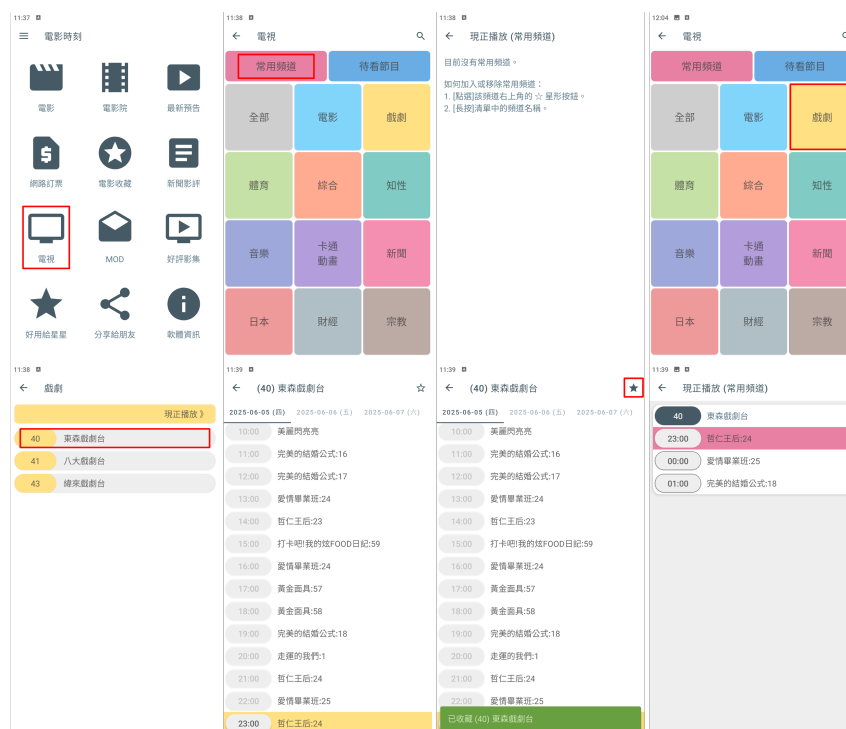 11:37
電影時刻
電影
電影院
最新預告
網路訂票
電影收藏
新聞影評
電視
MOD
好評影集
好用給星星
分享給朋友
軟體資訊
11:38
電視
常用頻道
待看節目
全部
電影
戲劇
體育
綜合
知性
音樂
卡通
動畫
新聞
日本
財經
宗教
11:38
現正播放 (常用頻道)
目前沒有常用頻道。
如何加入或移除常用頻道：
1. [點選]該頻道右上角的 ☆ 星形按鈕。
2. [長按]清單中的頻道名稱。
12:04
電視
常用頻道
待看節目
全部
電影
戲劇
體育
綜合
知性
音樂
卡通
動畫
新聞
日本
財經
宗教
11:38
戲劇
現正播放 》
40 東森戲劇台
41 八大戲劇台
43 緯來戲劇台
11:39
(40) 東森戲劇台
2025-06-05 (四) 2025-06-06 (五) 2025-06-07 (六)
10:00 美麗閃亮亮
11:00 完美的結婚公式:16
12:00 完美的結婚公式:17
13:00 愛情畢業班:24
14:00 哲仁王后:23
15:00 打卡吧!我的炫FOOD日記:59
16:00 愛情畢業班:24
17:00 黃金面具:57
18:00 黃金面具:58
19:00 完美的結婚公式:18
20:00 走運的我們:1
21:00 哲仁王后:24
22:00 愛情畢業班:25
23:00 哲仁王后:24
11:39
(40) 東森戲劇台
2025-06-05 (四) 2025-06-06 (五) 2025-06-07 (六)
10:00 美麗閃亮亮
11:00 完美的結婚公式:16
12:00 完美的結婚公式:17
13:00 愛情畢業班:24
14:00 哲仁王后:23
15:00 打卡吧!我的炫FOOD日記:59
16:00 愛情畢業班:24
17:00 黃金面具:57
18:00 黃金面具:58
19:00 完美的結婚公式:18
20:00 走運的我們:1
21:00 哲仁王后:24
22:00 愛情畢業班:25
已收藏 (40) 東森戲劇台
11:39
現正播放 (常用頻道)
40 東森戲劇台
23:00 哲仁王后:24
00:00 愛情畢業班:25
01:00 完美的結婚公式:18